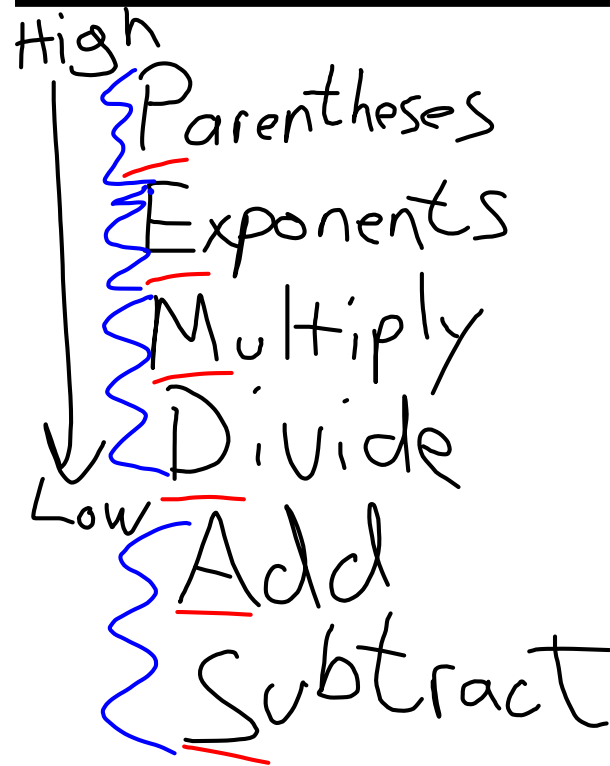 High
Parentheses
Exponents
Multiply
Divide
Low
Add
Subtract